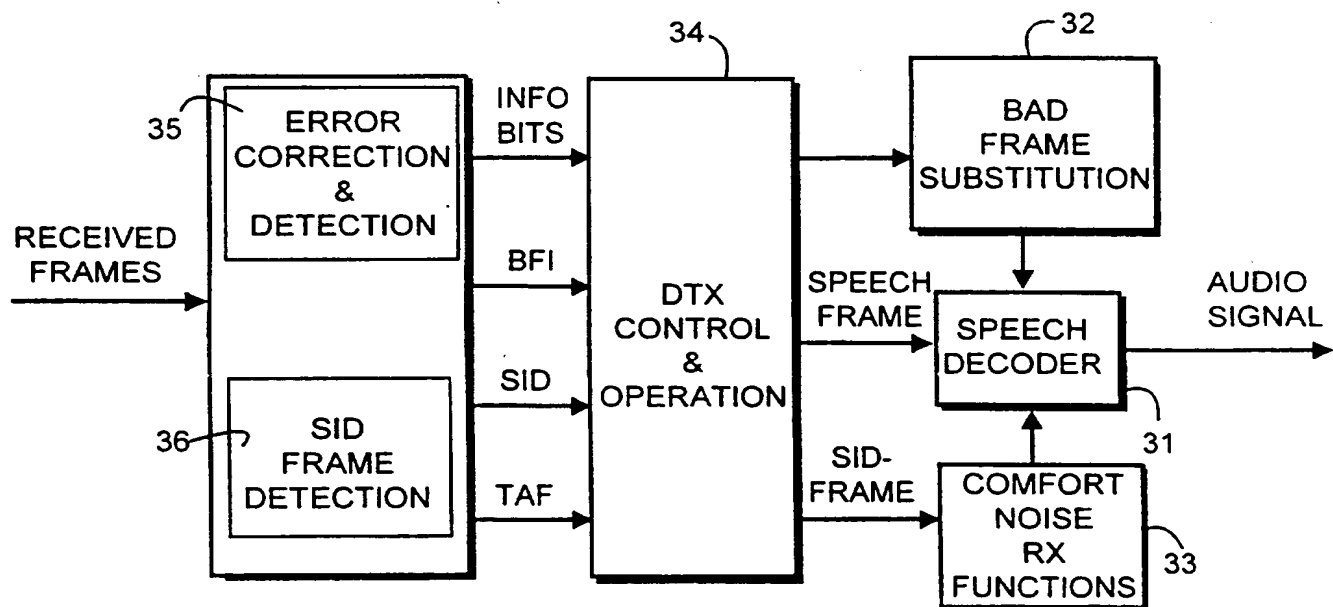 RECEIVED
FRAMES
35
ERROR
CORRECTION
&
DETECTION
36
SID
FRAME
DETECTION
INFO
BITS
BFI
SID
TAF
34
DTX
CONTROL
&
OPERATION
SPEECH
FRAME
SID-
FRAME
32
BAD
FRAME
SUBSTITUTION
SPEECH
DECODER
31
COMFORT
NOISE
RX
FUNCTIONS
33
AUDIO
SIGNAL